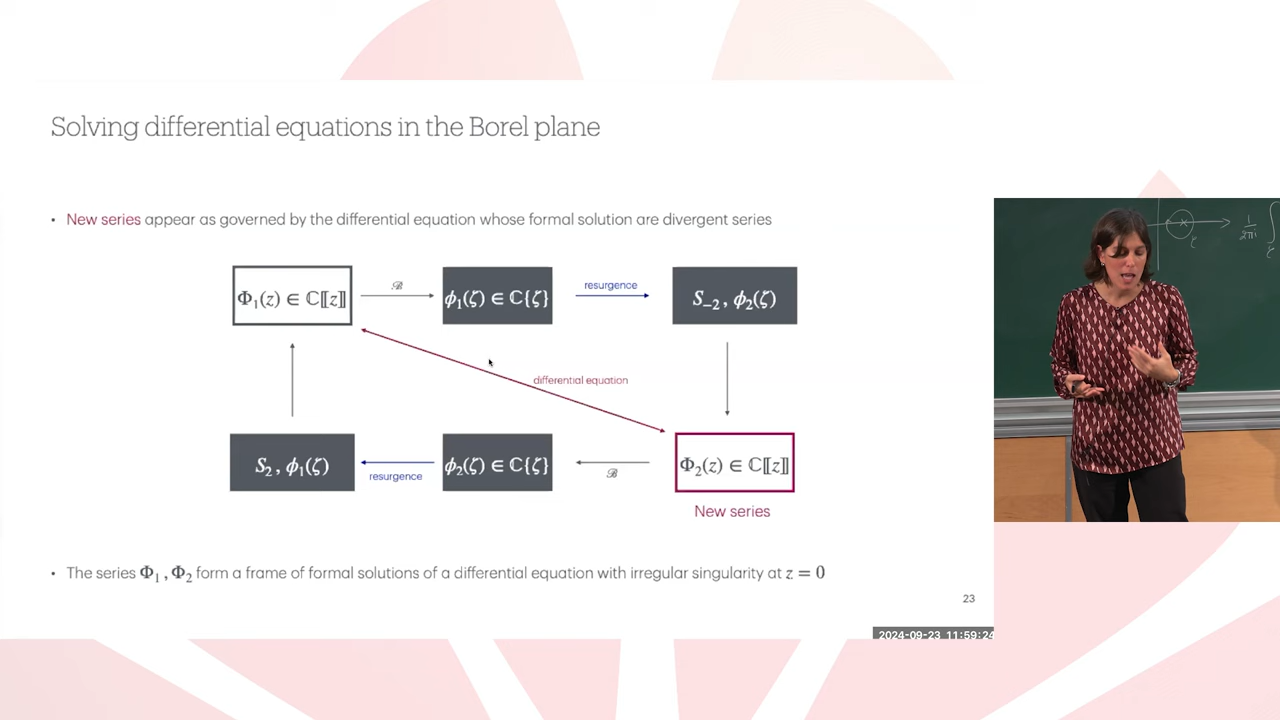 Solving differential equations in the Borel plane
• New series appear as governed by the differential equation whose formal solution are divergent series
Φ₁(z) ∈ ℂ⟦z⟧
ℬ
ϕ₁(ζ) ∈ ℂ{ζ}
resurgence
S₋₂ , ϕ₂(ζ)
differential equation
S₂ , ϕ₁(ζ)
resurgence
ϕ₂(ζ) ∈ ℂ{ζ}
ℬ
Φ₂(z) ∈ ℂ⟦z⟧
New series
• The series Φ₁ , Φ₂ form a frame of formal solutions of a differential equation with irregular singularity at z = 0
23
2024-09-23 11:59:24
1/2πi ∫